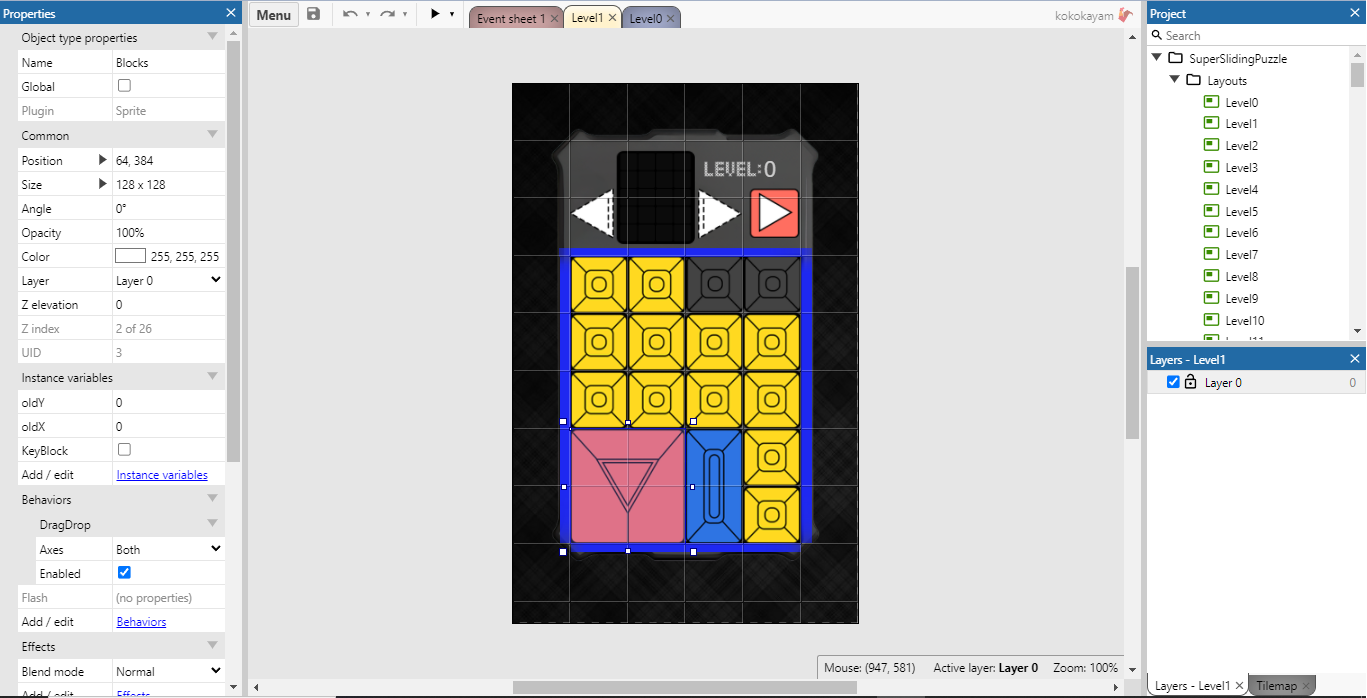 Properties
Object type properties
Name Blocks
Global
Plugin Sprite
Common
Position 64, 384
Size 128 x 128
Angle 0°
Opacity 100%
Color 255, 255, 255
Layer Layer 0
Z elevation 0
Z index 2 of 26
UID 3
Instance variables
oldY 0
oldX 0
KeyBlock
Add / edit Instance variables
Behaviors
DragDrop
Axes Both
Enabled
Flash (no properties)
Add / edit Behaviors
Effects
Blend mode Normal
Add / edit Effects
Menu
Event sheet 1
Level1
Level0
kokokayam
LEVEL:0
Mouse: (947, 581) Active layer: Layer 0 Zoom: 100%
Project
Search
SuperSlidingPuzzle
Layouts
Level0
Level1
Level2
Level3
Level4
Level5
Level6
Level7
Level8
Level9
Level10
Level11
Layers - Level1
Layer 0 0
Layers - Level1 Tilemap